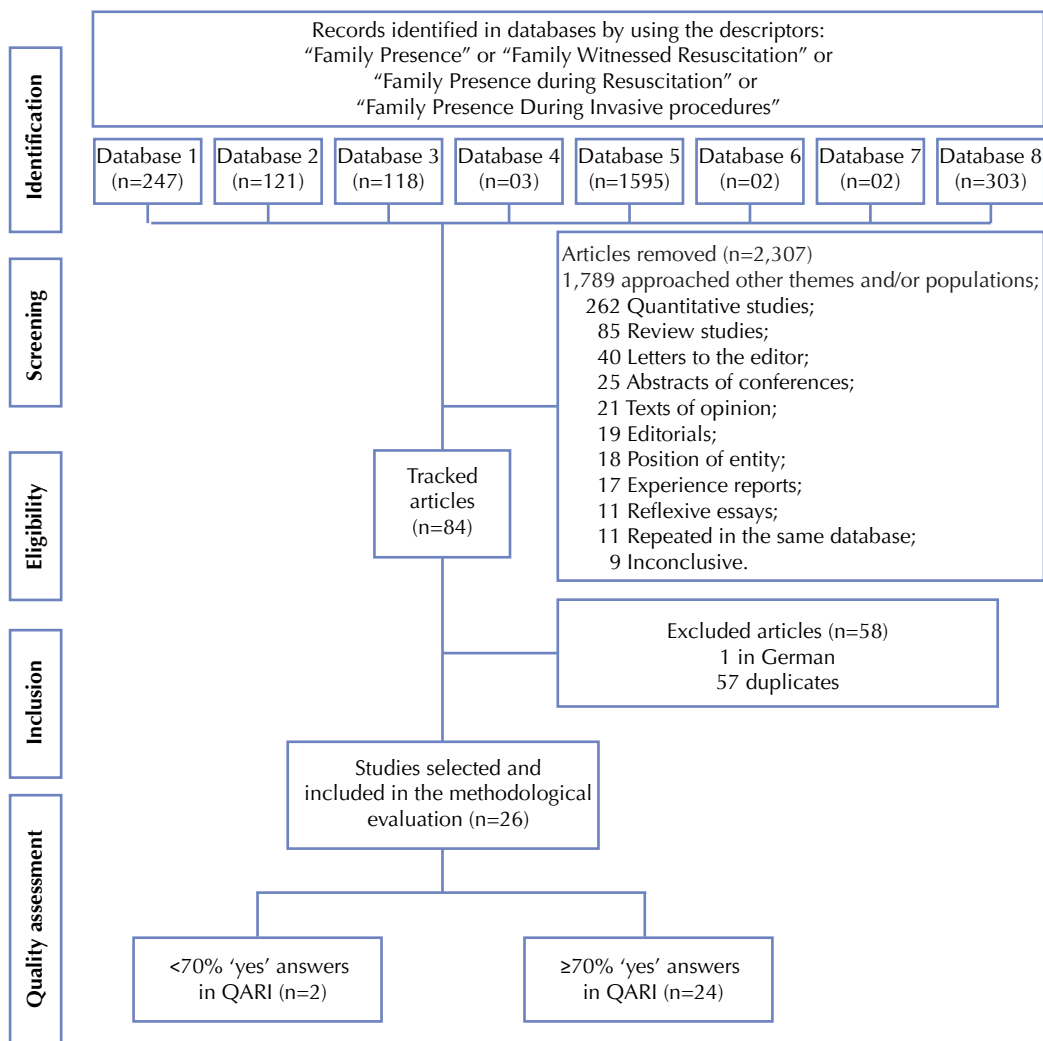 Identification
Records identified in databases by using the descriptors:
“Family Presence” or “Family Witnessed Resuscitation” or
“Family Presence during Resuscitation” or
“Family Presence During Invasive procedures”
Database 1
(n=247)
Database 2
(n=121)
Database 3
(n=118)
Database 4
(n=03)
Database 5
(n=1595)
Database 6
(n=02)
Database 7
(n=02)
Database 8
(n=303)
Screening
Articles removed (n=2,307)
1,789 approached other themes and/or populations;
262 Quantitative studies;
85 Review studies;
40 Letters to the editor;
25 Abstracts of conferences;
21 Texts of opinion;
19 Editorials;
18 Position of entity;
17 Experience reports;
11 Reflexive essays;
11 Repeated in the same database;
9 Inconclusive.
Eligibility
Tracked
articles
(n=84)
Inclusion
Excluded articles (n=58)
1 in German
57 duplicates
Studies selected and
included in the methodological
evaluation (n=26)
Quality assessment
<70% ‘yes’ answers
in QARI (n=2)
≥70% ‘yes’ answers
in QARI (n=24)